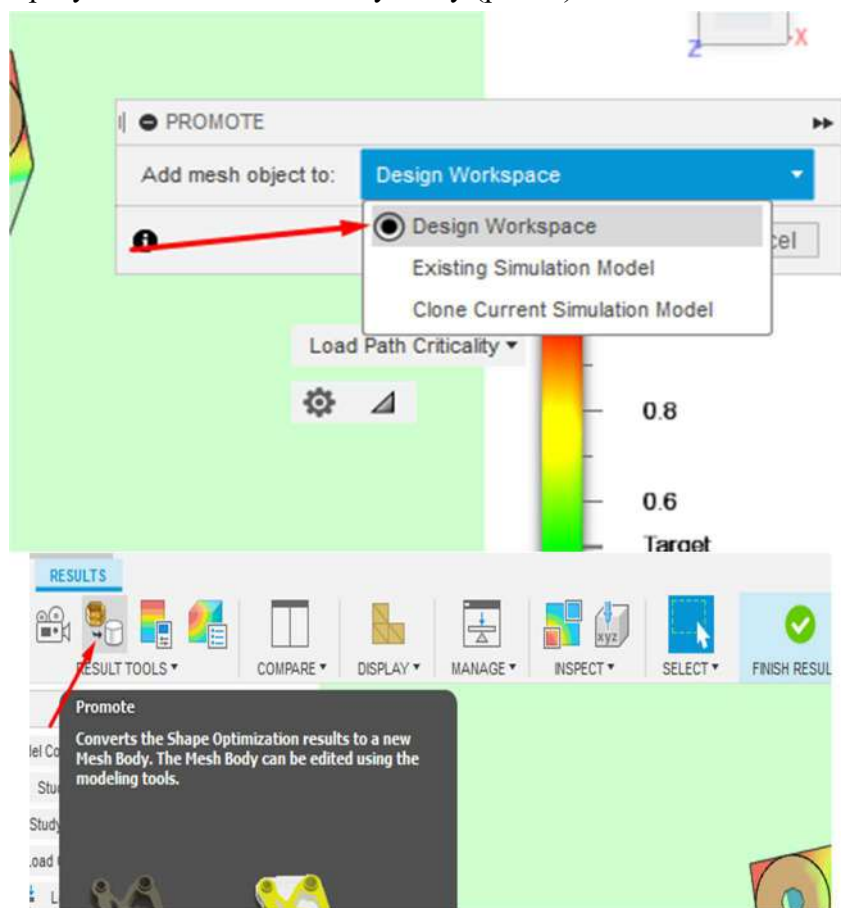 Z
X
PROMOTE
Add mesh object to: Design Workspace
Design Workspace
Existing Simulation Model
Clone Current Simulation Model
Load Path Criticality
0.8
0.6
Target
RESULTS
RESULT TOOLS COMPARE DISPLAY MANAGE INSPECT SELECT FINISH RESUL
xyz
Promote
Converts the Shape Optimization results to a new
Mesh Body. The Mesh Body can be edited using the
modeling tools.
Study